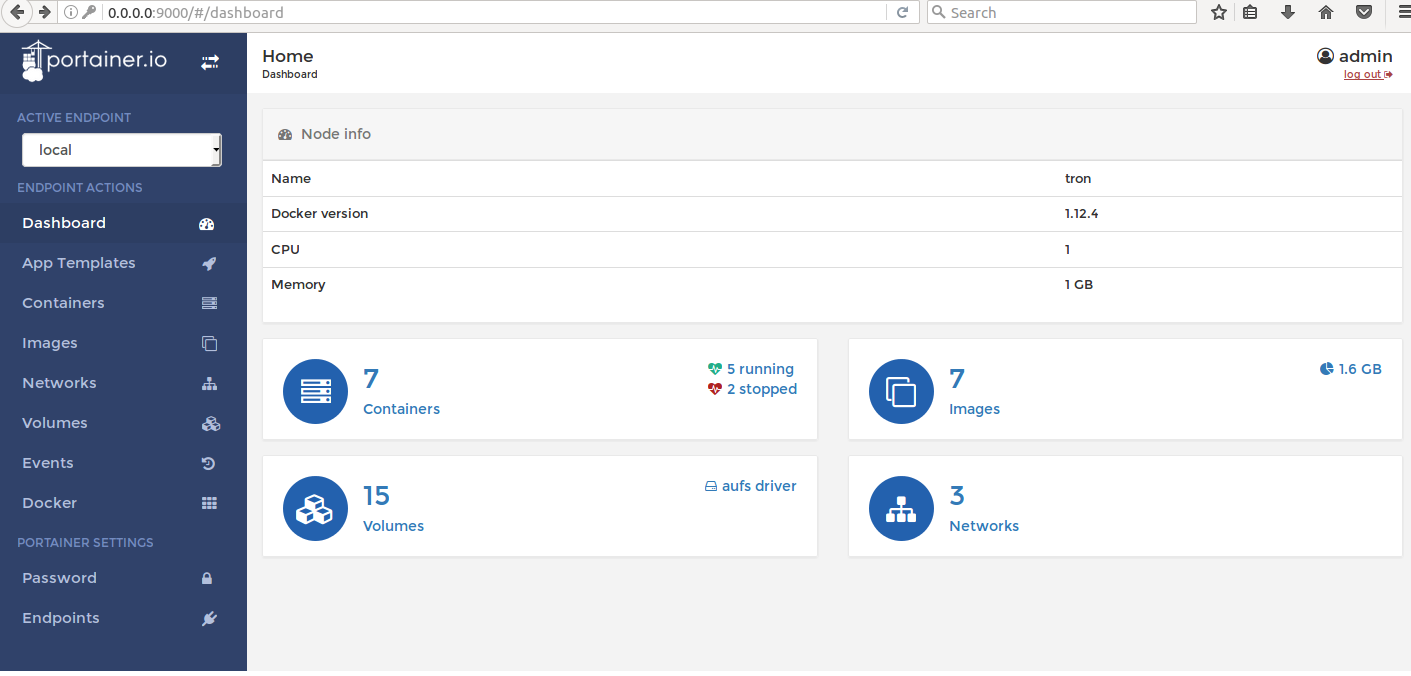 0.0.0.0:9000/#/dashboard
Search
portainer.io
ACTIVE ENDPOINT
local
ENDPOINT ACTIONS
Dashboard
App Templates
Containers
Images
Networks
Volumes
Events
Docker
PORTAINER SETTINGS
Password
Endpoints
Home
Dashboard
admin
log out
Node info
Name tron
Docker version 1.12.4
CPU 1
Memory 1 GB
7
Containers
5 running
2 stopped
7
Images
1.6 GB
15
Volumes
aufs driver
3
Networks